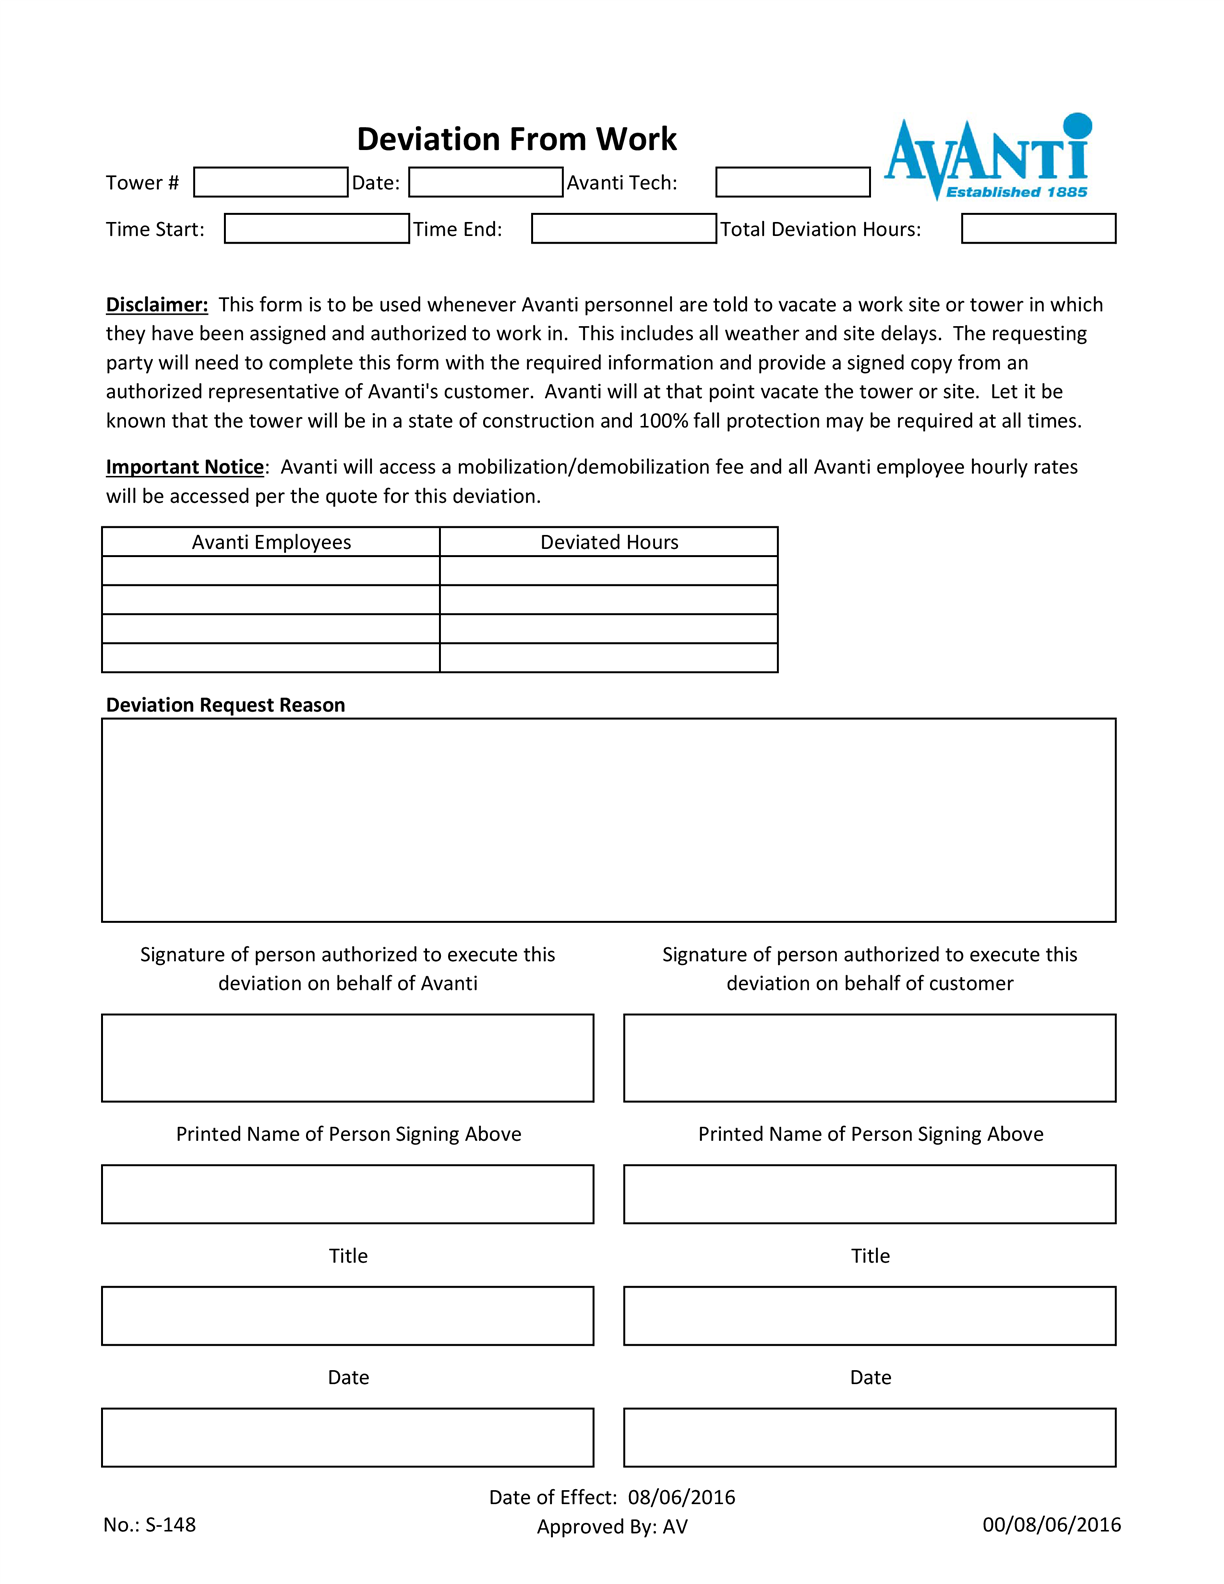 Deviation From Work
AVANTI
Established 1885
Tower # Date: Avanti Tech:
Time Start: Time End: Total Deviation Hours:
Disclaimer: This form is to be used whenever Avanti personnel are told to vacate a work site or tower in which
they have been assigned and authorized to work in. This includes all weather and site delays. The requesting
party will need to complete this form with the required information and provide a signed copy from an
authorized representative of Avanti's customer. Avanti will at that point vacate the tower or site. Let it be
known that the tower will be in a state of construction and 100% fall protection may be required at all times.
Important Notice: Avanti will access a mobilization/demobilization fee and all Avanti employee hourly rates
will be accessed per the quote for this deviation.
Avanti Employees Deviated Hours
Deviation Request Reason
Signature of person authorized to execute this
deviation on behalf of Avanti
Signature of person authorized to execute this
deviation on behalf of customer
Printed Name of Person Signing Above Printed Name of Person Signing Above
Title Title
Date Date
Date of Effect: 08/06/2016
No.: S-148 Approved By: AV 00/08/06/2016